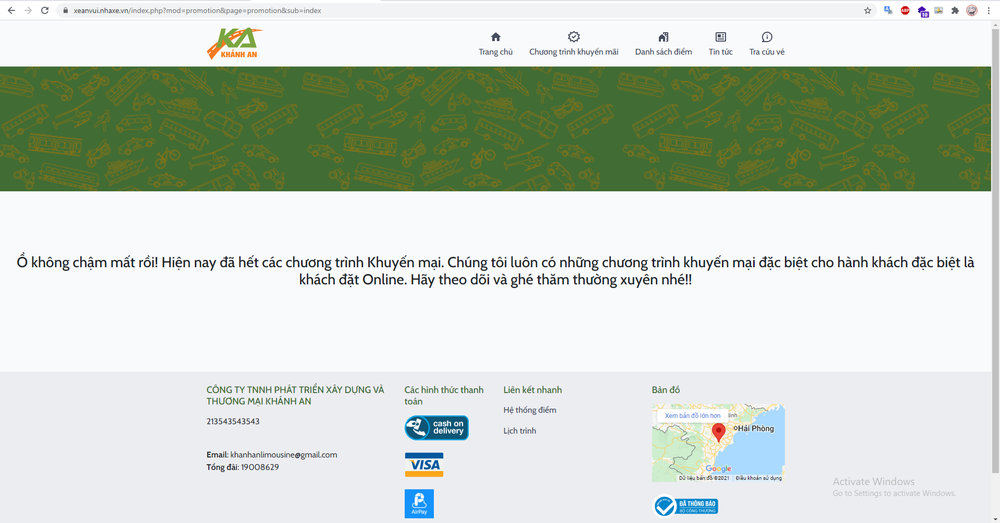 xeanvui.nhaxe.vn/index.php?mod=promotion&page=promotion&sub=index
ABP
10
KA
KHÁNH AN
Trang chủ
Chương trình khuyến mãi
Danh sách điểm
Tin tức
Tra cứu vé
Ồ không chậm mất rồi! Hiện nay đã hết các chương trình Khuyến mại. Chúng tôi luôn có những chương trình khuyến mại đặc biệt cho hành khách đặc biệt là
khách đặt Online. Hãy theo dõi và ghé thăm thường xuyên nhé!!
CÔNG TY TNNH PHÁT TRIỂN XÂY DỰNG VÀ
THƯƠNG MẠI KHÁNH AN
213543543543
Email: khanhanlimousine@gmail.com
Tổng đài: 19008629
Các hình thức thanh
toán
cash on
delivery
VISA
AirPay
Liên kết nhanh
Hệ thống điểm
Lịch trình
Bản đồ
Xem bản đồ lớn hơn
Hải Phòng
Google
Dữ liệu bản đồ ©2021
Điều khoản sử dụng
ĐÃ THÔNG BÁO
BỘ CÔNG THƯƠNG
Activate Windows
Go to Settings to activate Windows.